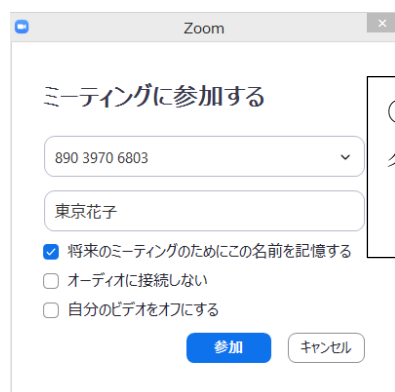 Zoom
ミーティングに参加する
890 3970 6803
東京花子
将来のミーティングのためにこの名前を記憶する
オーディオに接続しない
自分のビデオをオフにする
参加
キャンセル